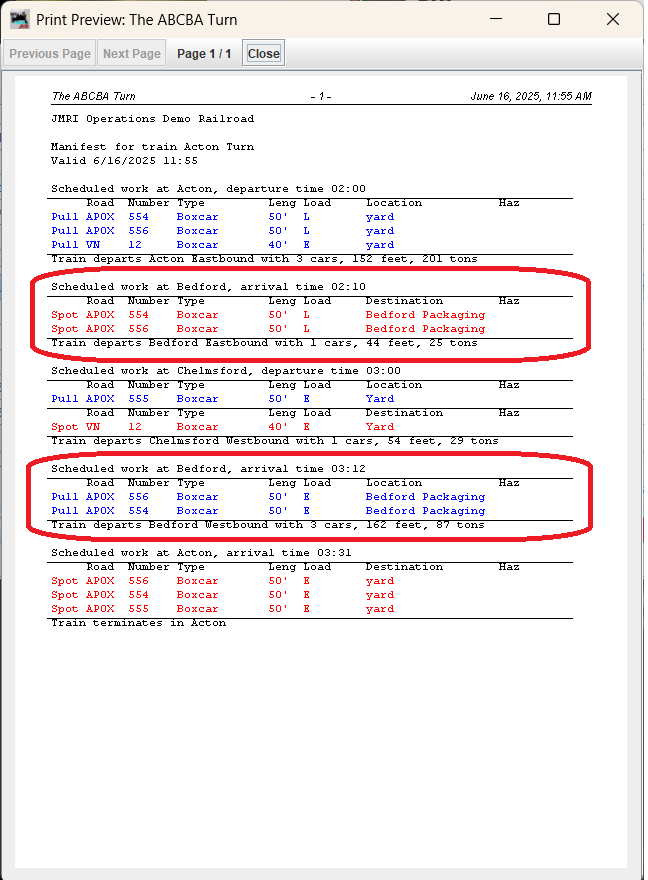 Print Preview: The ABCBA Turn
Previous Page Next Page Page 1 / 1 Close
The ABCBA Turn - 1 - June 16, 2025, 11:55 AM
JMRI Operations Demo Railroad
Manifest for train Acton Turn
Valid 6/16/2025 11:55
Scheduled work at Acton, departure time 02:00
Road Number Type Leng Load Location Haz
Pull APOX 554 Boxcar 50' L yard
Pull APOX 556 Boxcar 50' L yard
Pull VN 12 Boxcar 40' E yard
Train departs Acton Eastbound with 3 cars, 152 feet, 201 tons
Scheduled work at Bedford, arrival time 02:10
Road Number Type Leng Load Destination Haz
Spot APOX 554 Boxcar 50' L Bedford Packaging
Spot APOX 556 Boxcar 50' L Bedford Packaging
Train departs Bedford Eastbound with 1 cars, 44 feet, 25 tons
Scheduled work at Chelmsford, departure time 03:00
Road Number Type Leng Load Location Haz
Pull APOX 555 Boxcar 50' E Yard
Road Number Type Leng Load Destination Haz
Spot VN 12 Boxcar 40' E Yard
Train departs Chelmsford Westbound with 1 cars, 54 feet, 29 tons
Scheduled work at Bedford, arrival time 03:12
Road Number Type Leng Load Location Haz
Pull APOX 556 Boxcar 50' E Bedford Packaging
Pull APOX 554 Boxcar 50' E Bedford Packaging
Train departs Bedford Westbound with 3 cars, 162 feet, 87 tons
Scheduled work at Acton, arrival time 03:31
Road Number Type Leng Load Destination Haz
Spot APOX 556 Boxcar 50' E yard
Spot APOX 554 Boxcar 50' E yard
Spot APOX 555 Boxcar 50' E yard
Train terminates in Acton